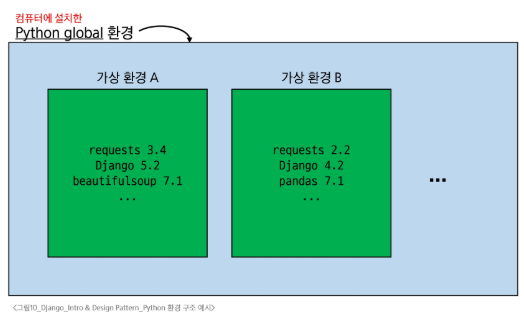 컴퓨터에 설치한
Python global 환경
가상 환경 A
requests 3.4
Django 5.2
beautifulsoup 7.1
...
가상 환경 B
requests 2.2
Django 4.2
pandas 7.1
...
...
<그림10_Django_Intro & Design Pattern_Python 환경 구조 예시>